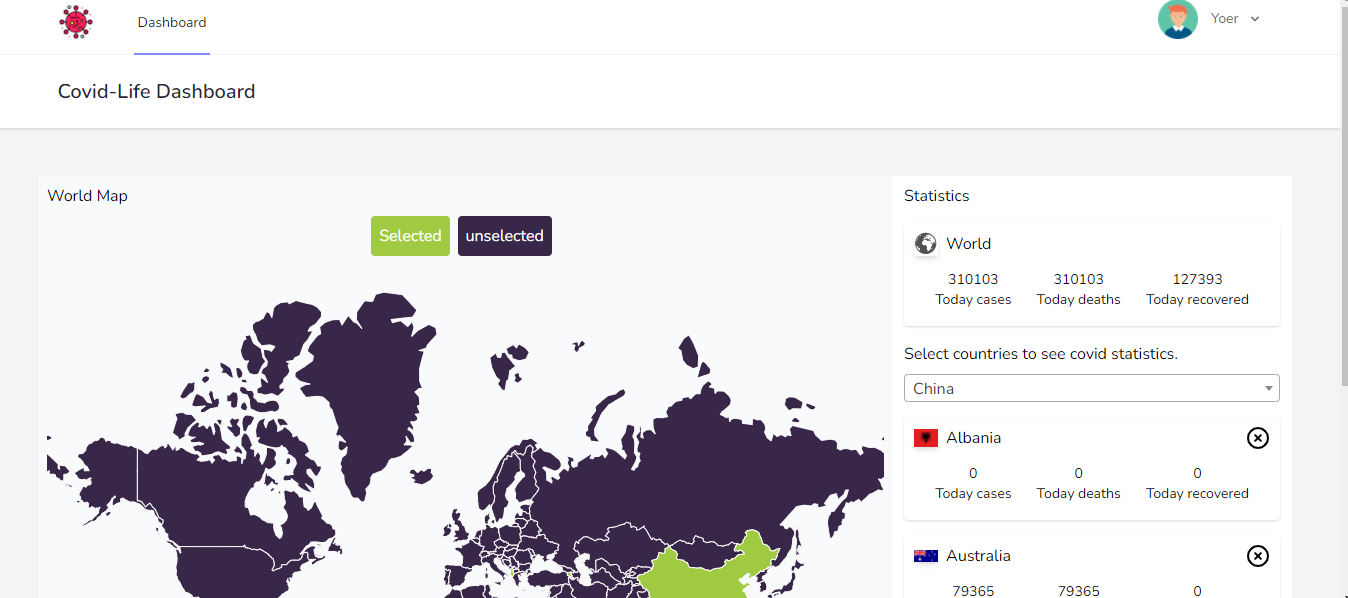 Dashboard
Yoer
Covid-Life Dashboard
World Map
Selected unselected
Statistics
World
310103 310103 127393
Today cases Today deaths Today recovered
Select countries to see covid statistics.
China
Albania
0 0 0
Today cases Today deaths Today recovered
Australia
79365 79365 0